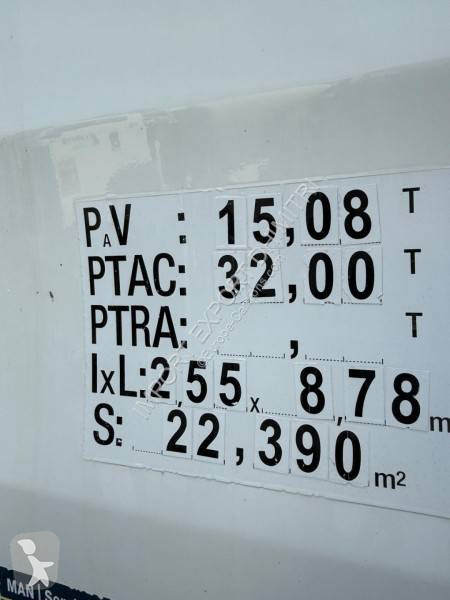 PAV : 15,08 T
PTAC: 32,00 T
PTRA: , T
IxL:2,55 x 8,78 m
S: 22,390 m²
MAN